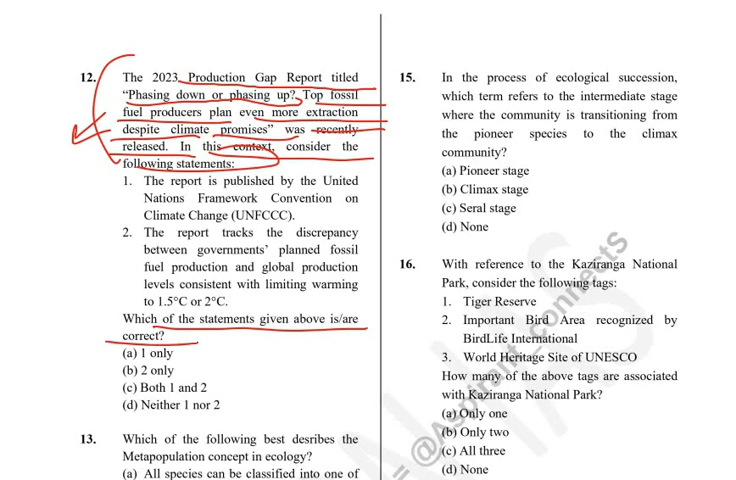 12. The 2023 Production Gap Report titled
“Phasing down or phasing up? Top fossil
fuel producers plan even more extraction
despite climate promises” was recently
released. In this context, consider the
following statements:
1. The report is published by the United
Nations Framework Convention on
Climate Change (UNFCCC).
2. The report tracks the discrepancy
between governments’ planned fossil
fuel production and global production
levels consistent with limiting warming
to 1.5°C or 2°C.
Which of the statements given above is/are
correct?
(a) 1 only
(b) 2 only
(c) Both 1 and 2
(d) Neither 1 nor 2
13. Which of the following best desribes the
Metapopulation concept in ecology?
(a) All species can be classified into one of
15. In the process of ecological succession,
which term refers to the intermediate stage
where the community is transitioning from
the pioneer species to the climax
community?
(a) Pioneer stage
(b) Climax stage
(c) Seral stage
(d) None
16. With reference to the Kaziranga National
Park, consider the following tags:
1. Tiger Reserve
2. Important Bird Area recognized by
BirdLife International
3. World Heritage Site of UNESCO
How many of the above tags are associated
with Kaziranga National Park?
(a) Only one
(b) Only two
(c) All three
(d) None
= @Aspirant_connects